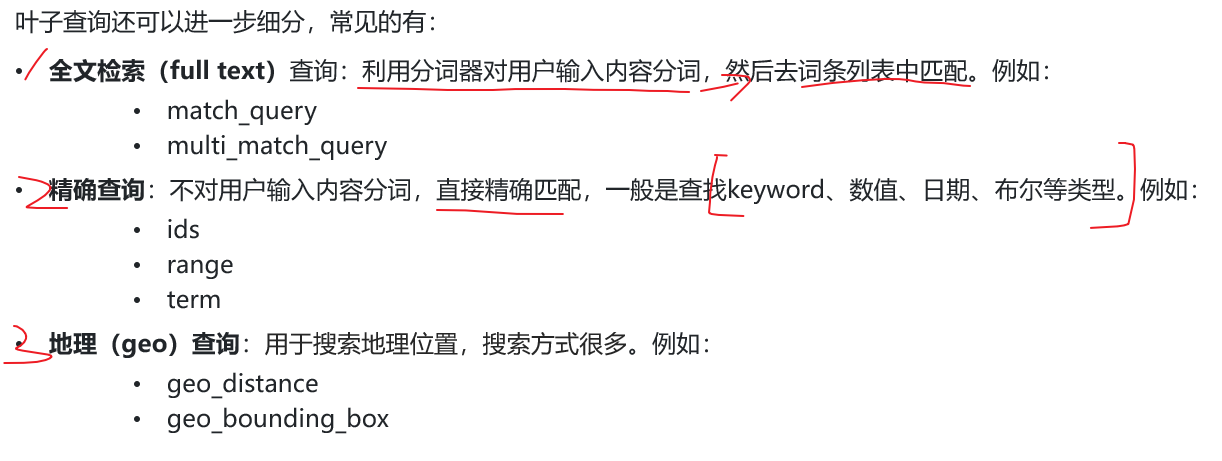 叶子查询还可以进一步细分，常见的有：
• 全文检索（full text）查询：利用分词器对用户输入内容分词，然后去词条列表中匹配。例如：
• match_query
• multi_match_query
• 精确查询：不对用户输入内容分词，直接精确匹配，一般是查找keyword、数值、日期、布尔等类型。例如：
• ids
• range
• term
• 地理（geo）查询：用于搜索地理位置，搜索方式很多。例如：
• geo_distance
• geo_bounding_box